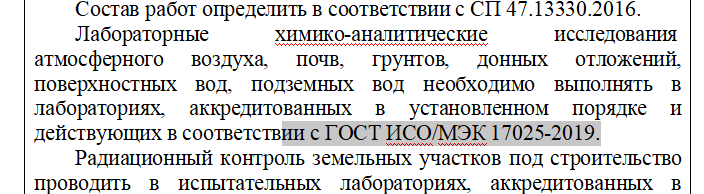 Состав работ определить в соответствии с СП 47.13330.2016.
Лабораторные химико-аналитические исследования
атмосферного воздуха, почв, грунтов, донных отложений,
поверхностных вод, подземных вод необходимо выполнять в
лабораториях, аккредитованных в установленном порядке и
действующих в соответствии с ГОСТ ИСО/МЭК 17025-2019.
Радиационный контроль земельных участков под строительство
проводить в испытательных лабораториях, аккредитованных в